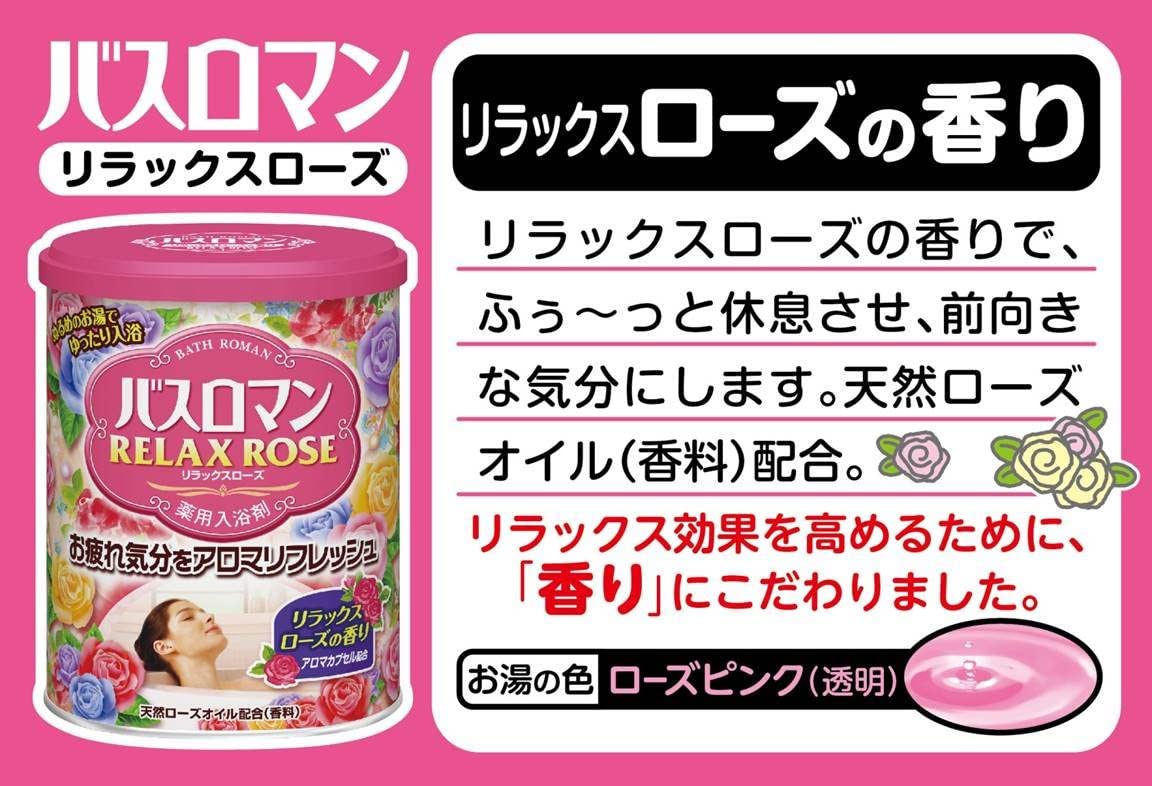 バスロマン
リラックスローズ
バスロマン
ぬるめのお湯で
ゆったり入浴
BATH ROMAN
バスロマン
RELAX ROSE
リラックスローズ
薬用入浴剤
お疲れ気分をアロマリフレッシュ
リラックス
ローズの香り
アロマカプセル配合
天然ローズオイル配合(香料)
リラックスローズの香り
リラックスローズの香りで、
ふぅ～っと休息させ、前向き
な気分にします。天然ローズ
オイル(香料)配合。
リラックス効果を高めるために、
「香り」にこだわりました。
お湯の色 ローズピンク(透明)